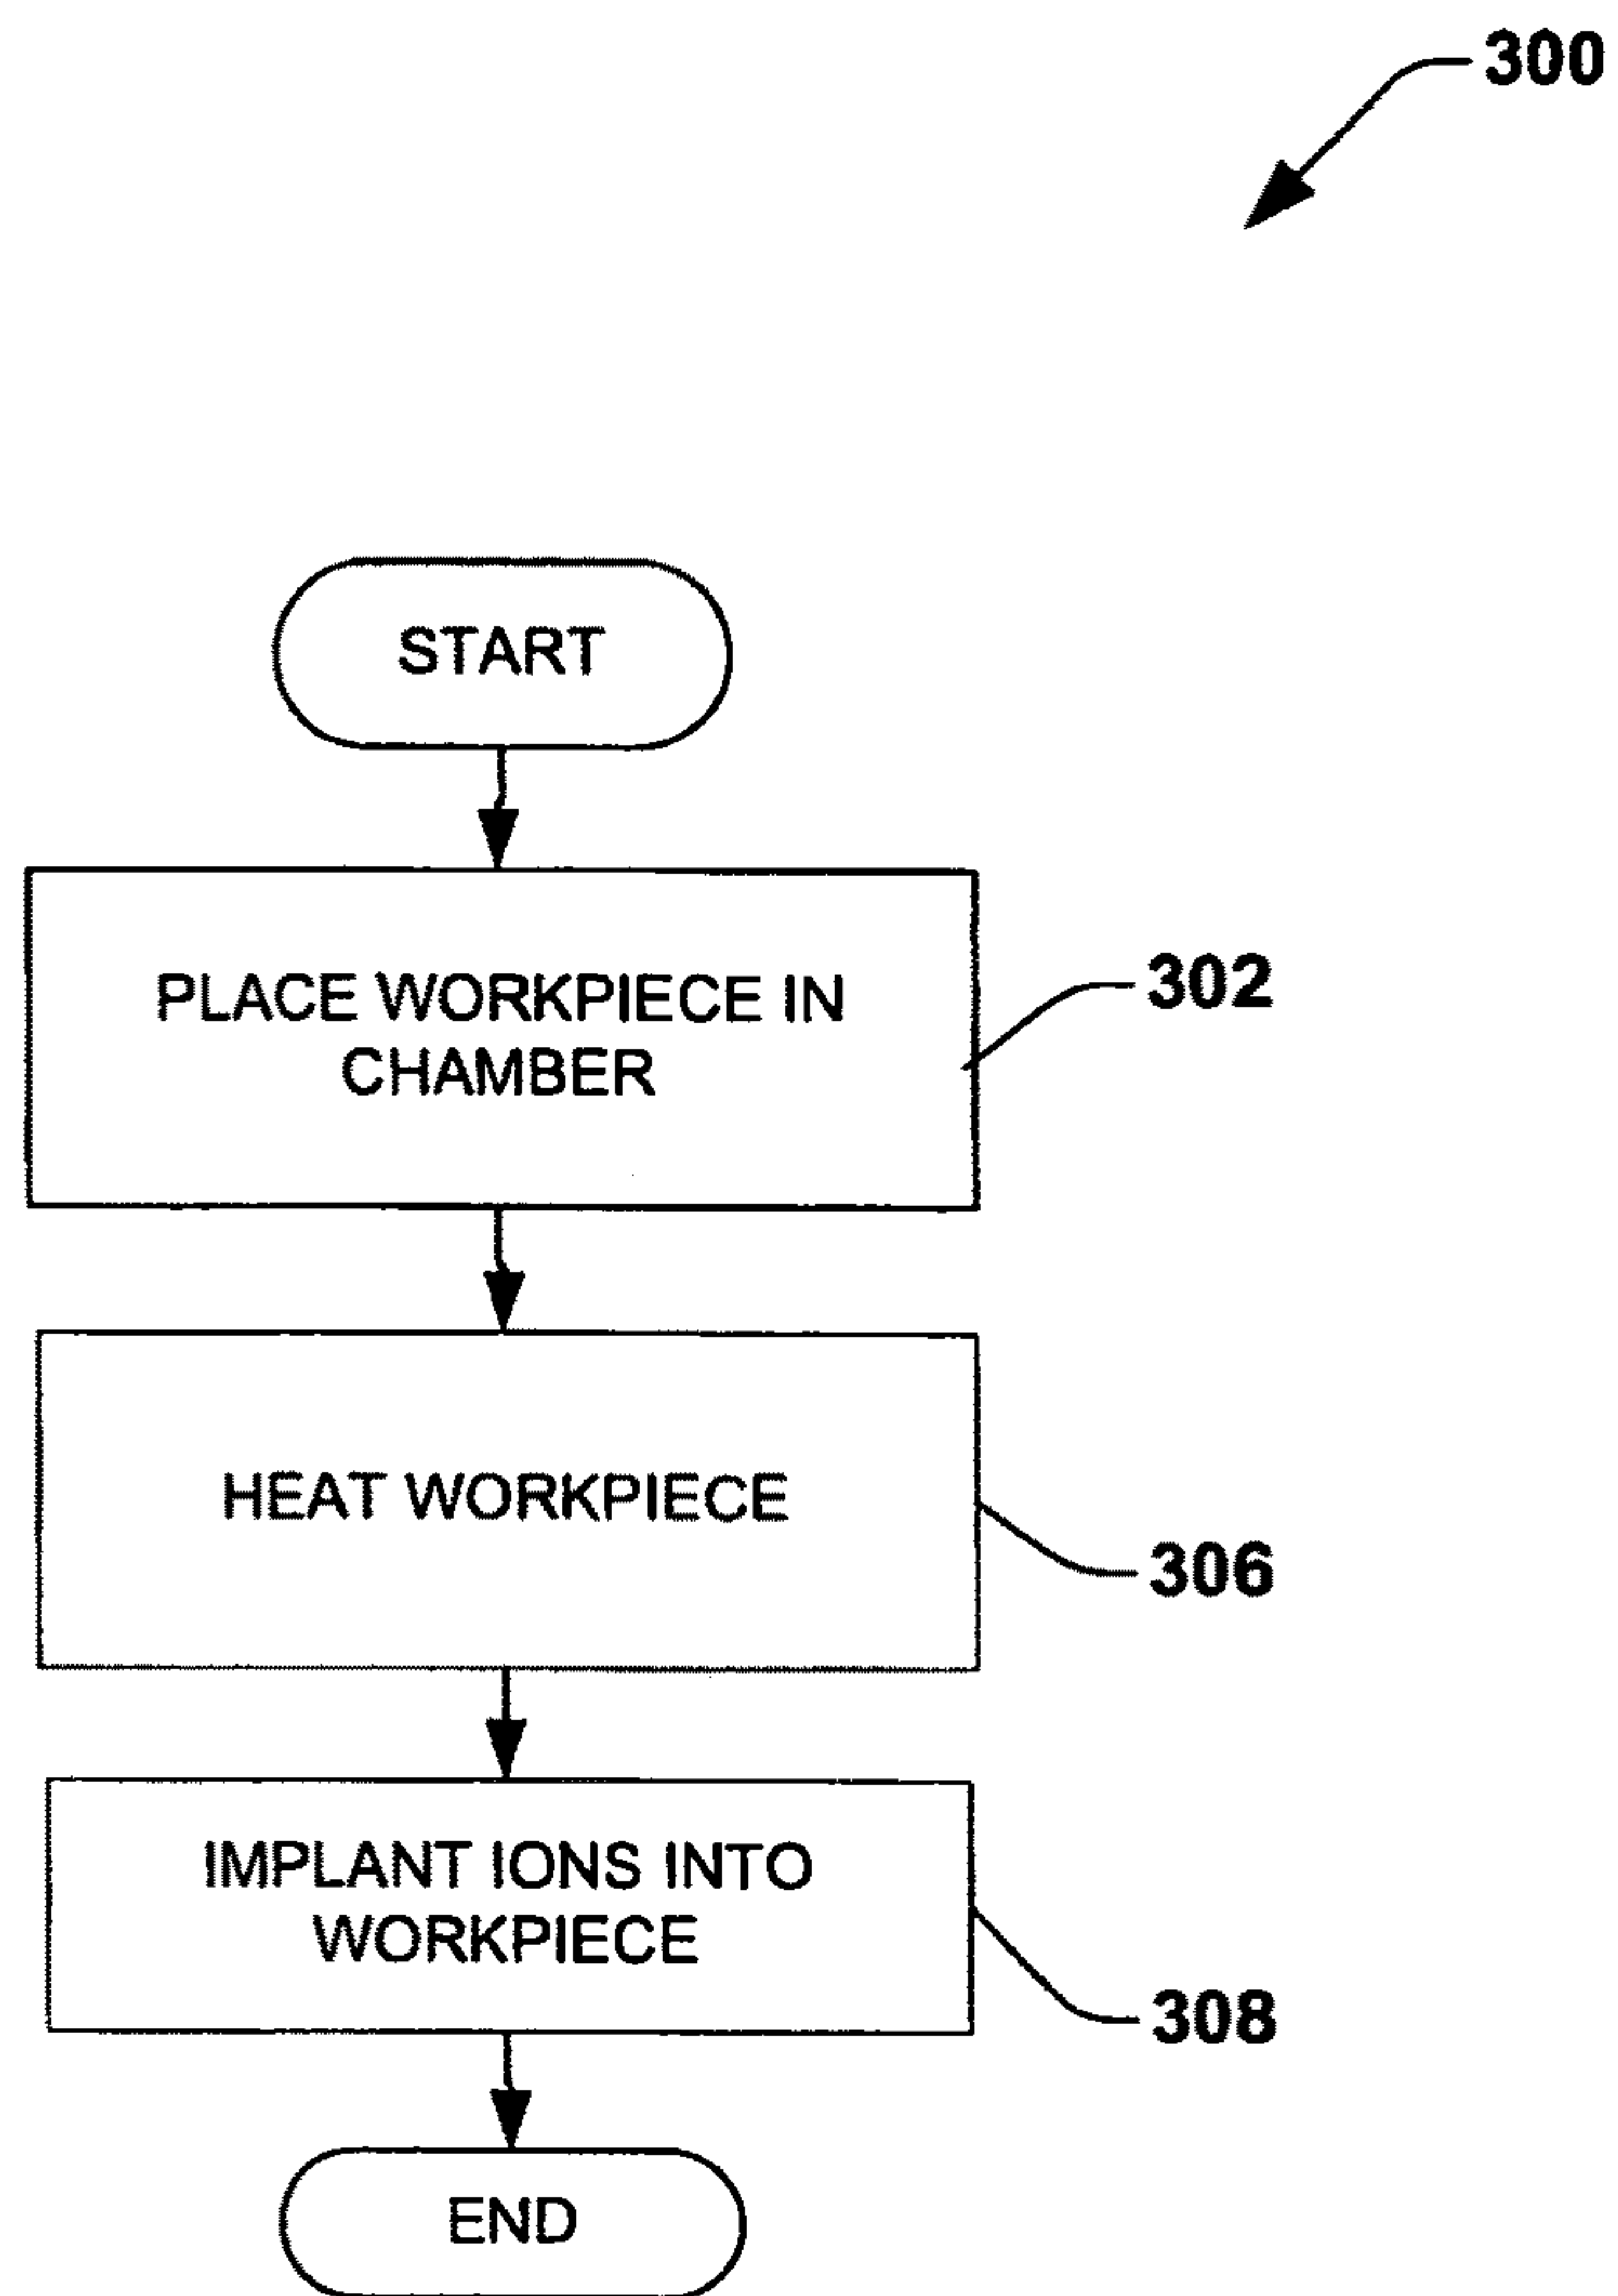 300
START
PLACE WORKPIECE IN
CHAMBER
302
HEAT WORKPIECE
306
IMPLANT IONS INTO
WORKPIECE
308
END